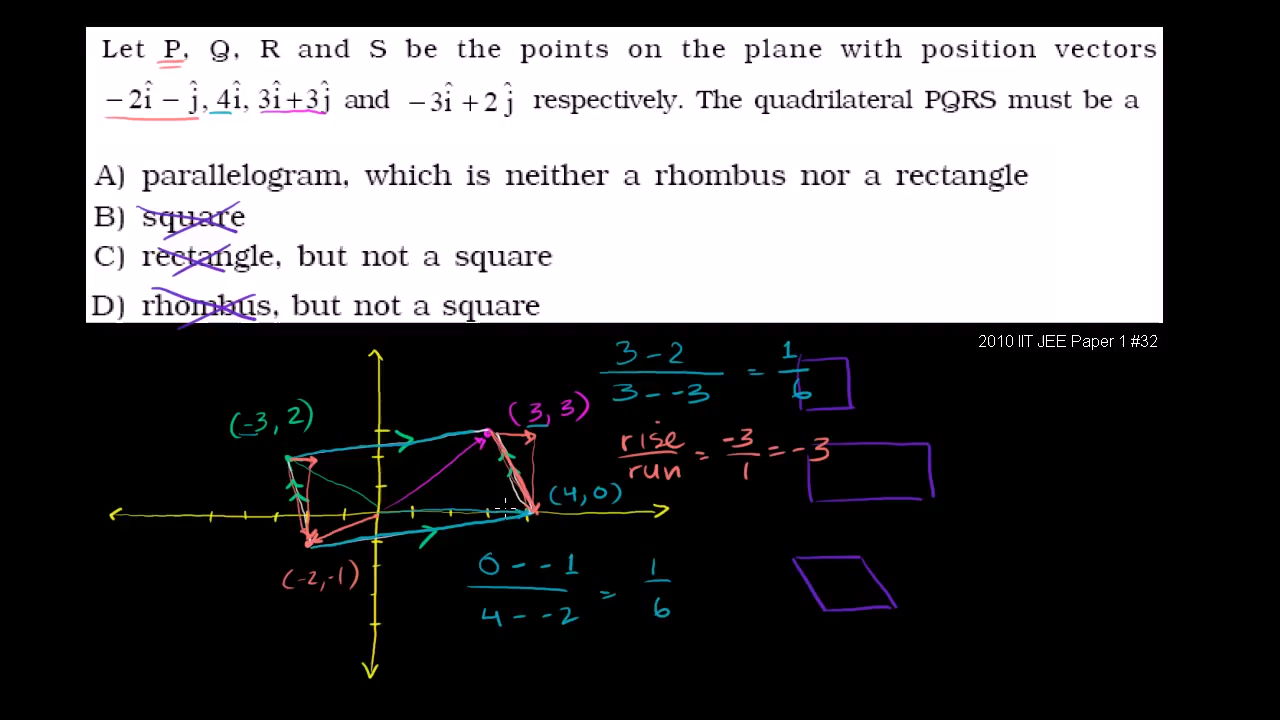 Let P, Q, R and S be the points on the plane with position vectors
−2î − ĵ, 4î, 3î+3ĵ and −3î + 2ĵ respectively. The quadrilateral PQRS must be a
A) parallelogram, which is neither a rhombus nor a rectangle
B) square
C) rectangle, but not a square
D) rhombus, but not a square
2010 IIT JEE Paper 1 #32
3 - 2
3 - -3
= 1/6
(-3, 2)
(3, 3)
rise/run = -3/1 = -3
(4, 0)
(-2, -1)
0 - -1
4 - -2
= 1/6